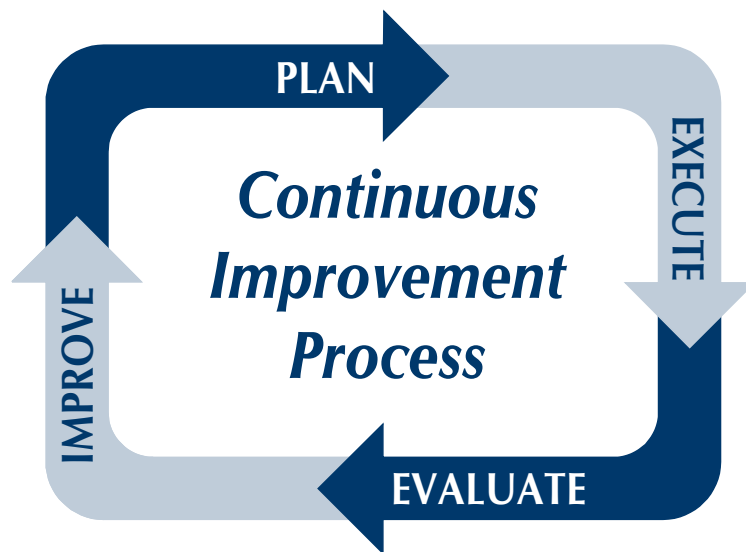 PLAN
EXECUTE
Continuous
Improvement
Process
IMPROVE
EVALUATE